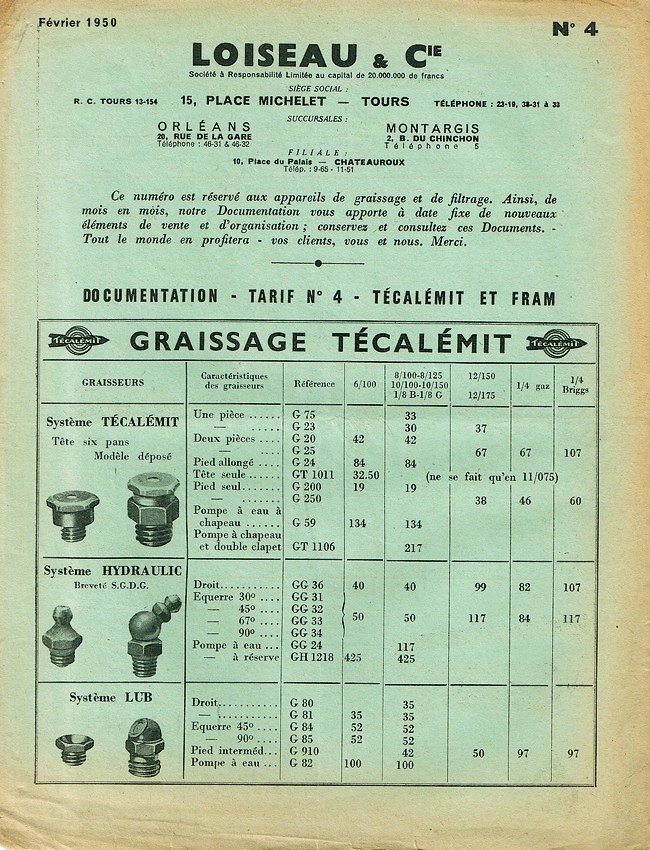 Février 1950
N° 4
LOISEAU & CIE
Société à Responsabilité Limitée au capital de 20.000.000 de francs
SIÈGE SOCIAL :
R. C. TOURS 13-154 15, PLACE MICHELET — TOURS TÉLÉPHONE : 23-19, 38-31 à 33
SUCCURSALES :
ORLÉANS MONTARGIS
20, RUE DE LA GARE 2, B. DU CHINCHON
Téléphone : 46-31 & 46-32 Téléphone 5
FILIALE :
10, Place du Palais — CHATEAUROUX
Télép. : 9-65 - 11-51
Ce numéro est réservé aux appareils de graissage et de filtrage. Ainsi, de
mois en mois, notre Documentation vous apporte à date fixe de nouveaux
éléments de vente et d'organisation ; conservez et consultez ces Documents. -
Tout le monde en profitera - vos clients, vous et nous. Merci.
DOCUMENTATION - TARIF N° 4 - TÉCALÉMIT ET FRAM
TÉCALÉMIT GRAISSAGE TÉCALÉMIT TÉCALÉMIT
GRAISSEURS Caractéristiques des graisseurs Référence 6/100 8/100-8/125 10/100-10/150 1/8 B-1/8 G 12/150 12/175 1/4 gaz 1/4 Briggs
Système TÉCALÉMIT
Tête six pans
Modèle déposé
Une pièce ...... G 75 33
— ..... G 23 30 37
Deux pièces .... G 20 42 42
— .... G 25 67 67 107
Pied allongé .... G 24 84 84
Tête seule ...... GT 1011 32.50 (ne se fait qu'en 11/075)
Pied seul....... G 200 19 19
— ....... G 250 38 46 60
Pompe à eau à
chapeau ...... G 59 134 134
Pompe à chapeau
et double clapet GT 1106 217
Système HYDRAULIC
Breveté S.G.D.G.
Droit........... GG 36 40 40 99 82 107
Equerre 30° .... GG 31
— 45° .... GG 32
— 67° .... GG 33 50 50 117 84 117
— 90° .... GG 34
Pompe à eau ... GG 24 117
— à réserve GH 1218 425 425
Système LUB
Droit........... G 80 35
— ........... G 81 35 35
Equerre 45° .... G 84 52 52
— 90° .... G 85 52 52
Pied interméd... G 910 42 50 97 97
Pompe à eau ... G 82 100 100